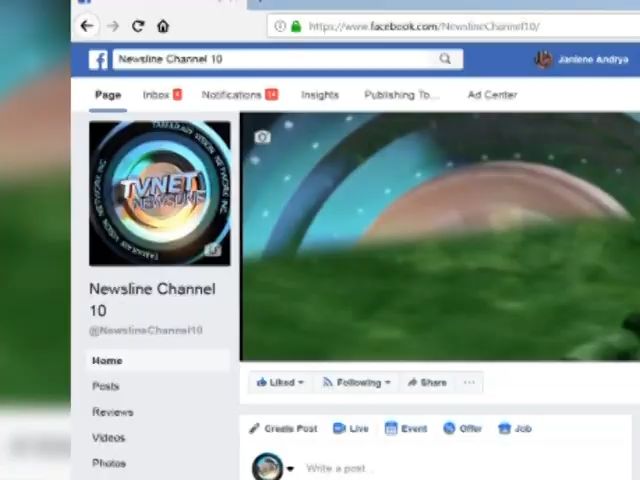 https://www.facebook.com/NewslineChannel10/
Newsline Channel 10
Janlene Andrya
Page
Inbox 4
Notifications 14
Insights
Publishing To...
Ad Center
TVNET
NEWSLINE
Newsline Channel
10
@NewslineChannel10
Home
Posts
Reviews
Videos
Photos
Liked
Following
Share
Create Post
Live
Event
Offer
Job
Write a post...